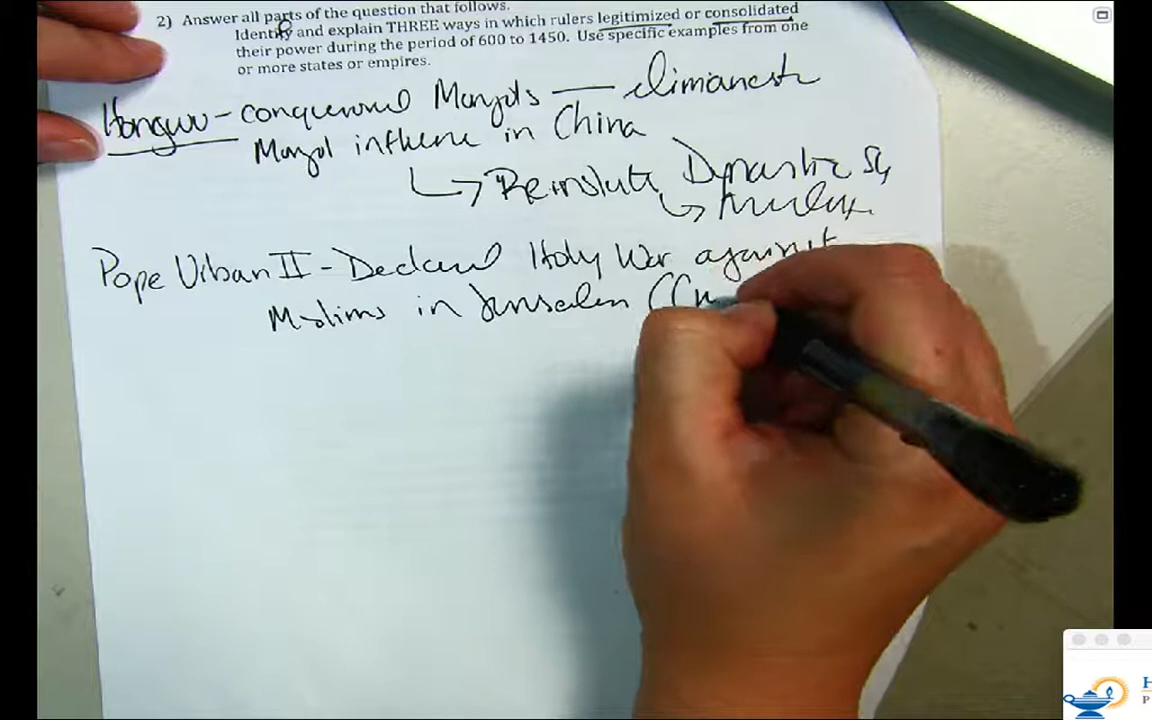 2) Answer all parts of the question that follows.
Identify and explain THREE ways in which rulers legitimized or consolidated
their power during the period of 600 to 1450. Use specific examples from one
or more states or empires.
Hongwu - conquered Mongols — eliminate
Mongol influence in China
Dynastic
Pope Urban II - Declared Holy War against
Muslims in Jerusalem (
H
P